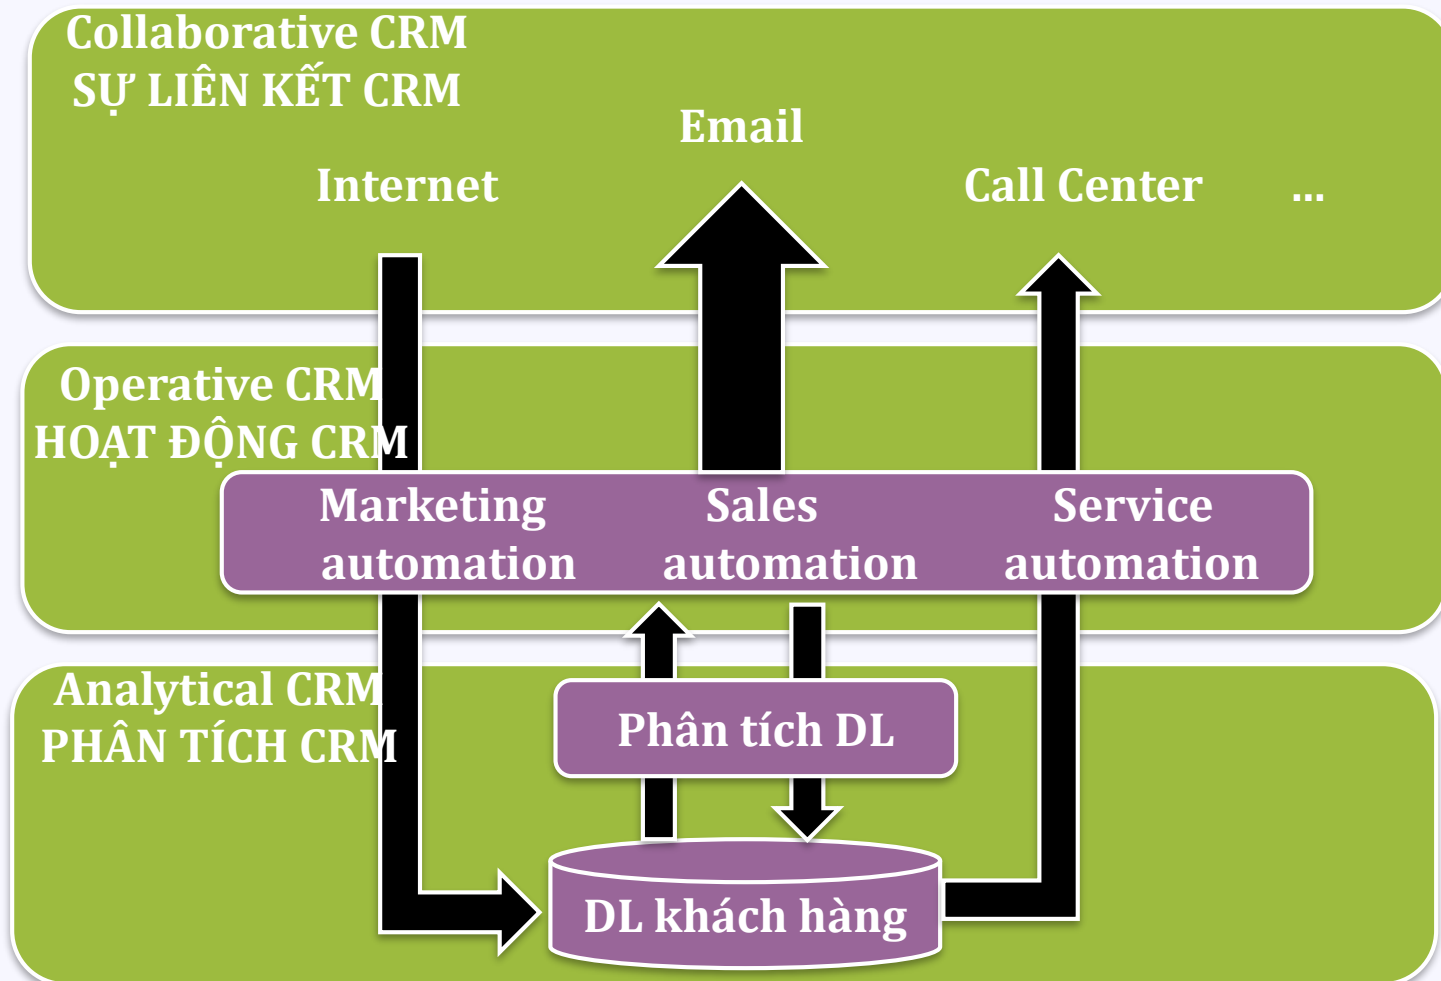 Collaborative CRM
SỰ LIÊN KẾT CRM
Email
Internet
Call Center
...
Operative CRM
HOẠT ĐỘNG CRM
Marketing
automation
Sales
automation
Service
automation
Analytical CRM
PHÂN TÍCH CRM
Phân tích DL
DL khách hàng